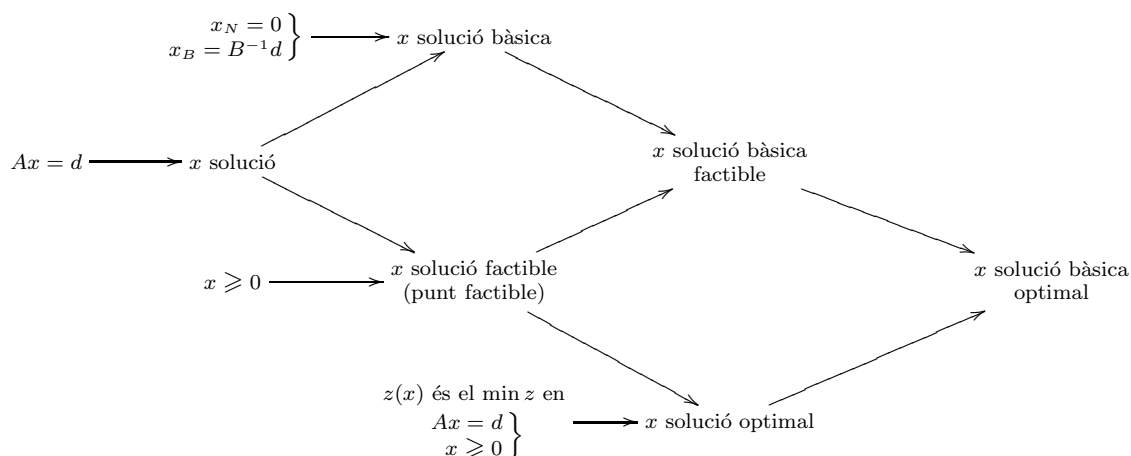 x_N = 0
x_B = B^{-1}d
x solució bàsica
Ax = d
x solució
x solució bàsica
factible
x ⩾ 0
x solució factible
(punt factible)
x solució bàsica
optimal
z(x) és el min z en
Ax = d
x ⩾ 0
x solució optimal